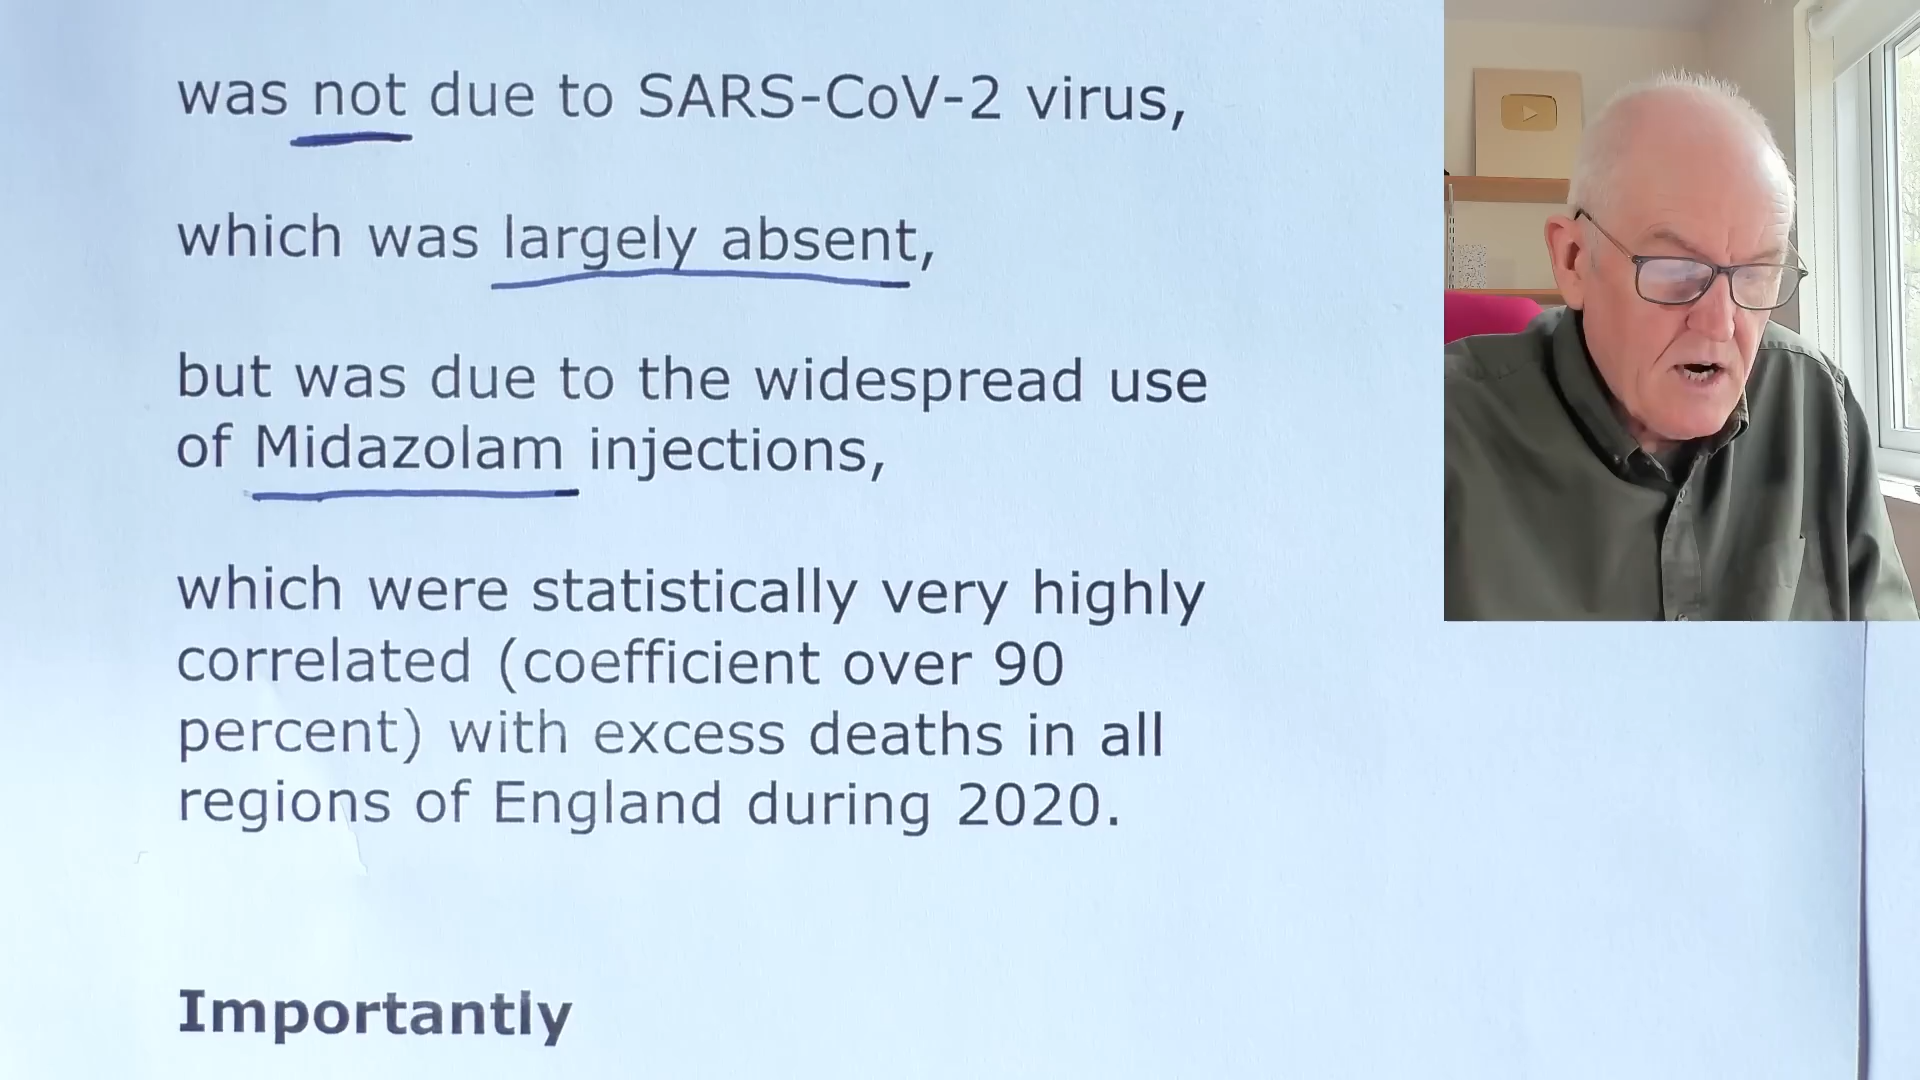 was not due to SARS-CoV-2 virus,
which was largely absent,
but was due to the widespread use
of Midazolam injections,
which were statistically very highly
correlated (coefficient over 90
percent) with excess deaths in all
regions of England during 2020.
Importantly